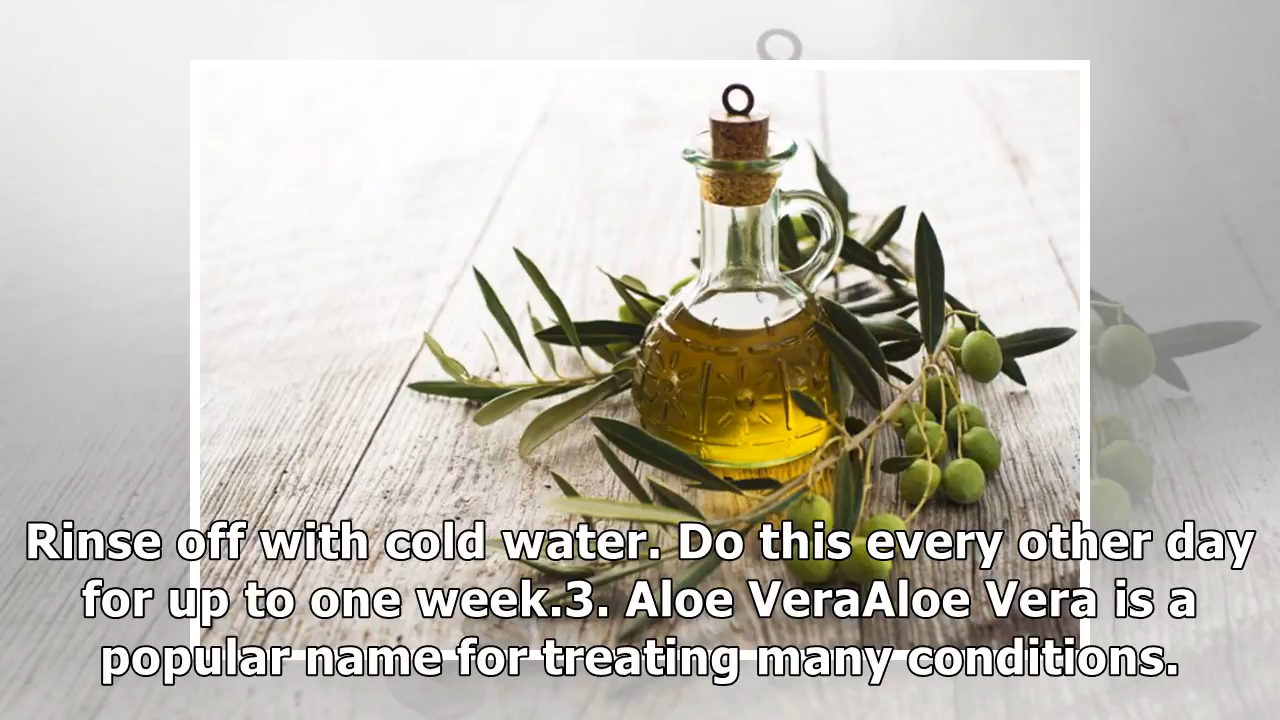 Rinse off with cold water. Do this every other day
for up to one week.3. Aloe VeraAloe Vera is a
popular name for treating many conditions.